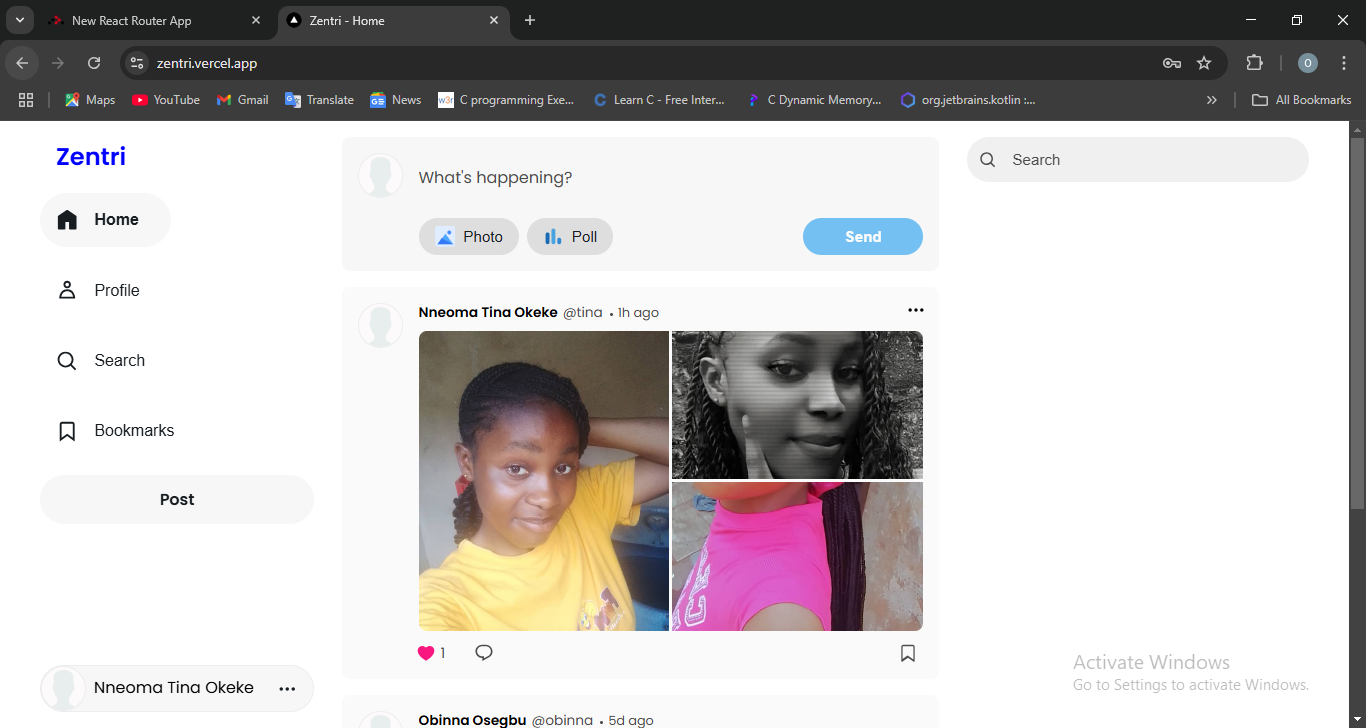 New React Router App
Zentri - Home
zentri.vercel.app
O
Maps
YouTube
Gmail
Translate
News
w3r
C programming Exe...
Learn C - Free Inter...
C Dynamic Memory...
org.jetbrains.kotlin :...
»
All Bookmarks
Zentri
Home
Profile
Search
Bookmarks
Post
Nneoma Tina Okeke
What's happening?
Photo
Poll
Send
Nneoma Tina Okeke @tina • 1h ago
1
Obinna Osegbu @obinna • 5d ago
Search
Activate Windows
Go to Settings to activate Windows.